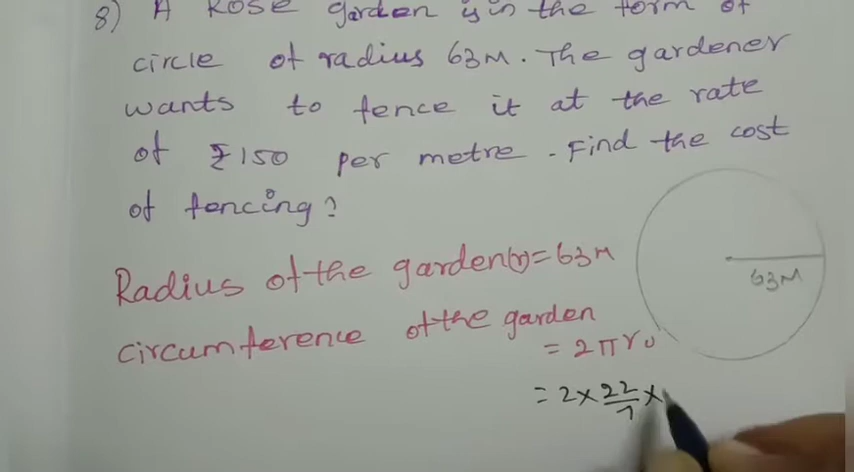 8) A Rose garden is in the form of
circle of radius 63M. The gardener
wants to fence it at the rate
of ₹150 per metre. Find the cost
of fencing?
Radius of the garden(r)=63M
63M
circumference of the garden
= 2πr
= 2×22/7×